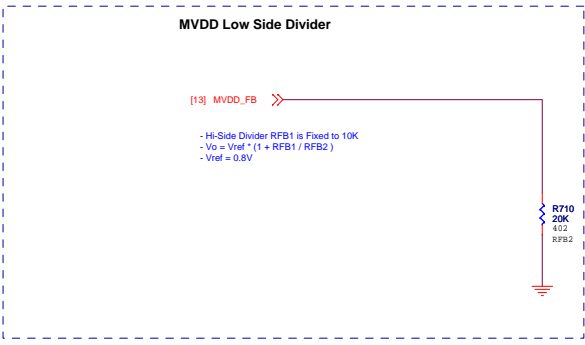 MVDD Low Side Divider
[13] MVDD_FB
- Hi-Side Divider RFB1 is Fixed to 10K
- Vo = Vref * (1 + RFB1 / RFB2 )
- Vref = 0.8V
R710
20K
402
RFB2